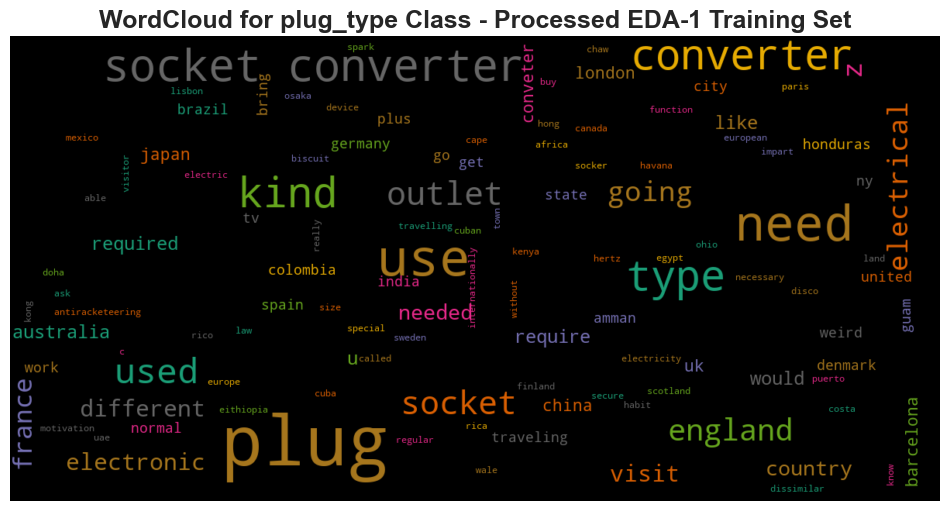 WordCloud for plug_type Class - Processed EDA-1 Training Set
socket converter
spark
conveter
chaw
converter
z
lisbon
bring
osaka
buy
london
city
paris
brazil
device
plus
hong
canada
function
like
european
electrical
mexico
visitor
japan
electric
germany
biscuit
go
get
cape
africa
socker
havana
impart
honduras
able
kind
tv
really
outlet
state
going
ny
required
travelling
cuban
town
kenya
ohio
need
doha
colombia
use
india
internationally
without
hertz
egypt
type
necessary
land
united
ask
kong
antiracketeering
spain
size
needed
disco
guam
australia
rico
law
special
sweden
require
amman
weird
c
work
used
u
called
electricity
uk
denmark
europe
cuba
finland
scotland
would
puerto
france
different
eithiopia
socket
habit
china
secure
costa
barcelona
motivation
uae
normal
plug
regular
rica
traveling
england
electronic
wale
visit
country
know
dissimilar